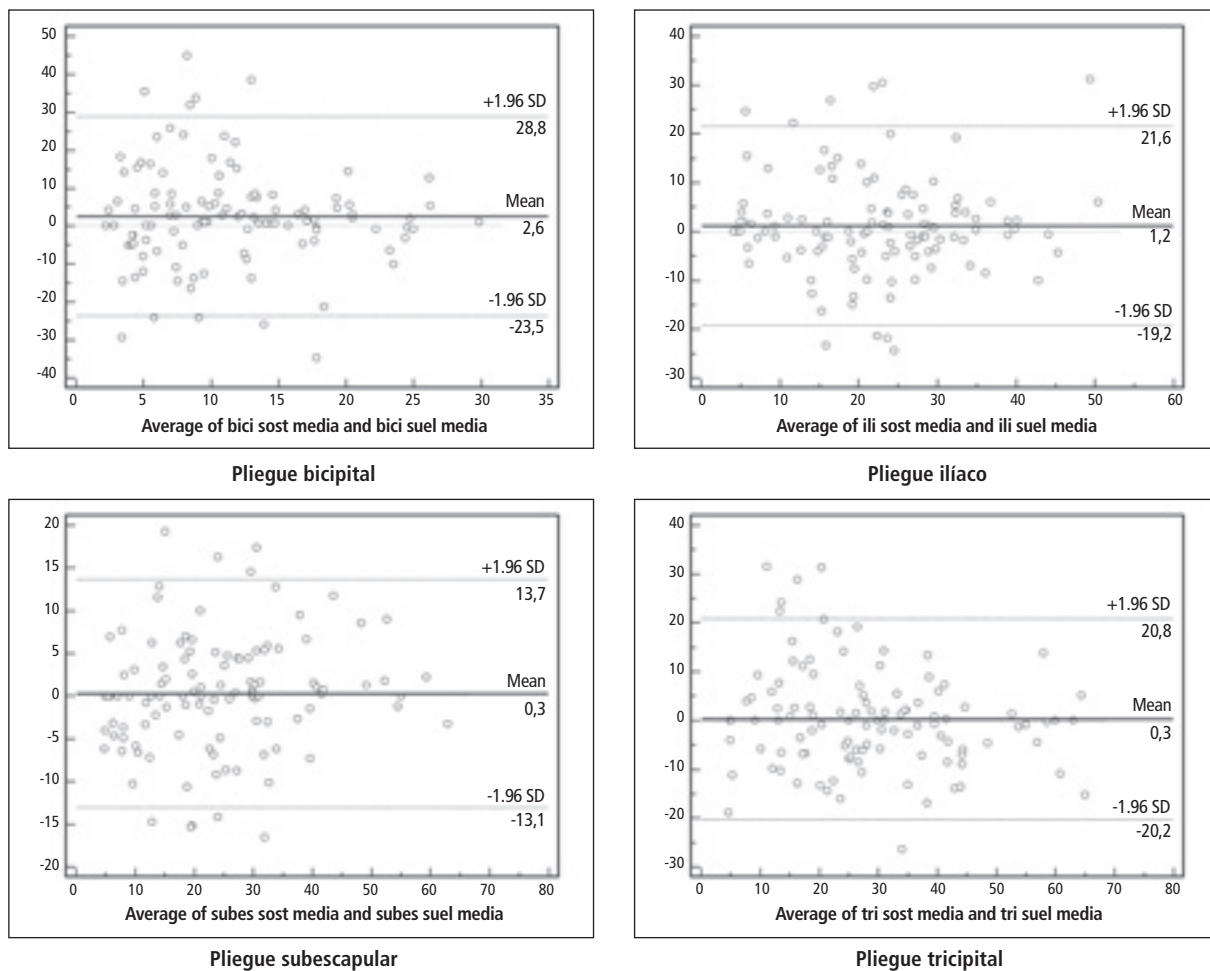 50
40
30
20
10
0
-10
-20
-30
-40
+1.96 SD
28,8
Mean
2,6
-1.96 SD
-23,5
0 5 10 15 20 25 30 35
Average of bici sost media and bici suel media
Pliegue bicipital
40
30
20
10
0
-10
-20
-30
+1.96 SD
21,6
Mean
1,2
-1.96 SD
-19,2
0 10 20 30 40 50 60
Average of ili sost media and ili suel media
Pliegue ilíaco
20
15
10
5
0
-5
-10
-15
-20
+1.96 SD
13,7
Mean
0,3
-1.96 SD
-13,1
0 10 20 30 40 50 60 70 80
Average of subes sost media and subes suel media
Pliegue subescapular
40
30
20
10
0
-10
-20
-30
+1.96 SD
20,8
Mean
0,3
-1.96 SD
-20,2
0 10 20 30 40 50 60 70 80
Average of tri sost media and tri suel media
Pliegue tricipital